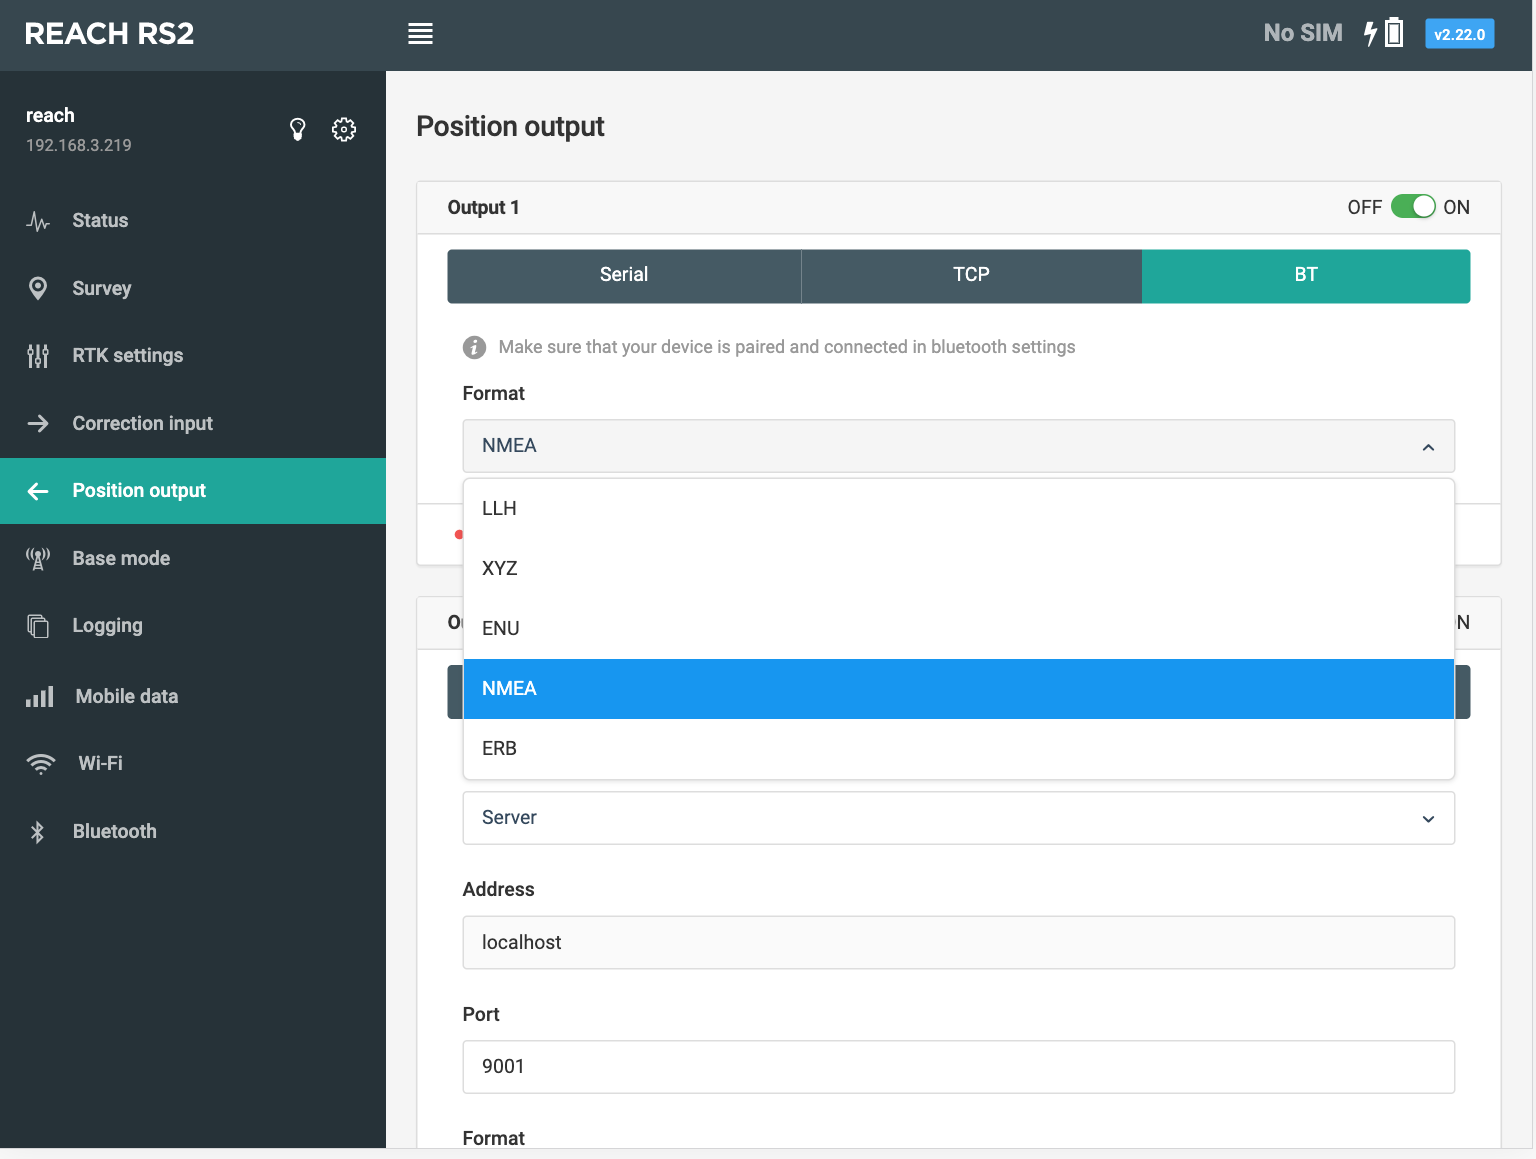 REACH RS2
No SIM
v2.22.0
reach
192.168.3.219
Status
Survey
RTK settings
Correction input
Position output
Base mode
Logging
Mobile data
Wi-Fi
Bluetooth
Position output
Output 1
OFF ON
Serial TCP BT
Make sure that your device is paired and connected in bluetooth settings
Format
NMEA
LLH
XYZ
ENU
NMEA
ERB
Server
Address
localhost
Port
9001
Format